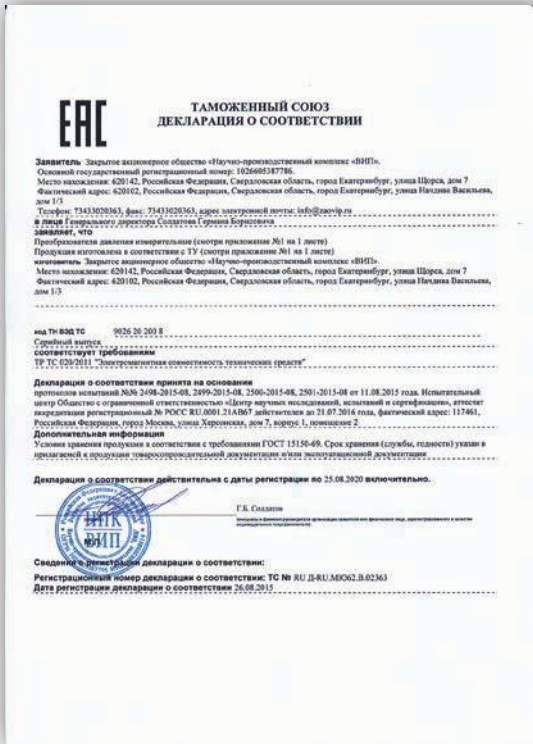 EAC
ТАМОЖЕННЫЙ СОЮЗ
ДЕКЛАРАЦИЯ О СООТВЕТСТВИИ
Заявитель Закрытое акционерное общество «Научно-производственный комплекс «ВИП».
Основной государственный регистрационный номер: 1026605387786.
Место нахождения: 620142, Российская Федерация, Свердловская область, город Екатеринбург, улица Щорса, дом 7
Фактический адрес: 620102, Российская Федерация, Свердловская область, город Екатеринбург, улица Начдива Васильева,
дом 1/3
Телефон: 73433020363, факс: 73433020363, адрес электронной почты: info@zaovip.ru
в лице Генерального директора Солдатова Германа Борисовича
заявляет, что
Преобразователи давления измерительные (смотри приложение №1 на 1 листе)
Продукция изготовлена в соответствии с ТУ (смотри приложение №1 на 1 листе)
изготовитель Закрытое акционерное общество «Научно-производственный комплекс «ВИП».
Место нахождения: 620142, Российская Федерация, Свердловская область, город Екатеринбург, улица Щорса, дом 7
Фактический адрес: 620102, Российская Федерация, Свердловская область, город Екатеринбург, улица Начдива Васильева,
дом 1/3
код ТН ВЭД ТС 9026 20 200 8
Серийный выпуск
соответствует требованиям
ТР ТС 020/2011 "Электромагнитная совместимость технических средств"
Декларация о соответствии принята на основании
протоколов испытаний №№ 2498-2015-08, 2499-2015-08, 2500-2015-08, 2501-2015-08 от 11.08.2015 года. Испытательный
центр Общество с ограниченной ответственностью «Центр научных исследований, испытаний и сертификации», аттестат
аккредитации регистрационный № РОСС RU.0001.21АВ67 действителен до 21.07.2016 года, фактический адрес: 117461,
Российская Федерация, город Москва, улица Херсонская, дом 7, корпус 1, помещение 2
Дополнительная информация
Условия хранения продукции в соответствии с требованиями ГОСТ 15150-69. Срок хранения (службы, годности) указан в
прилагаемой к продукции товаросопроводительной документации и/или эксплуатационной документации
Декларация о соответствии действительна с даты регистрации по 25.08.2020 включительно.
Г.Б. Солдатов
НПК
ВИП
М.П.
Сведения о регистрации декларации о соответствии:
Регистрационный номер декларации о соответствии: ТС № RU Д-RU.МЮ62.В.02363
Дата регистрации декларации о соответствии 26.08.2015